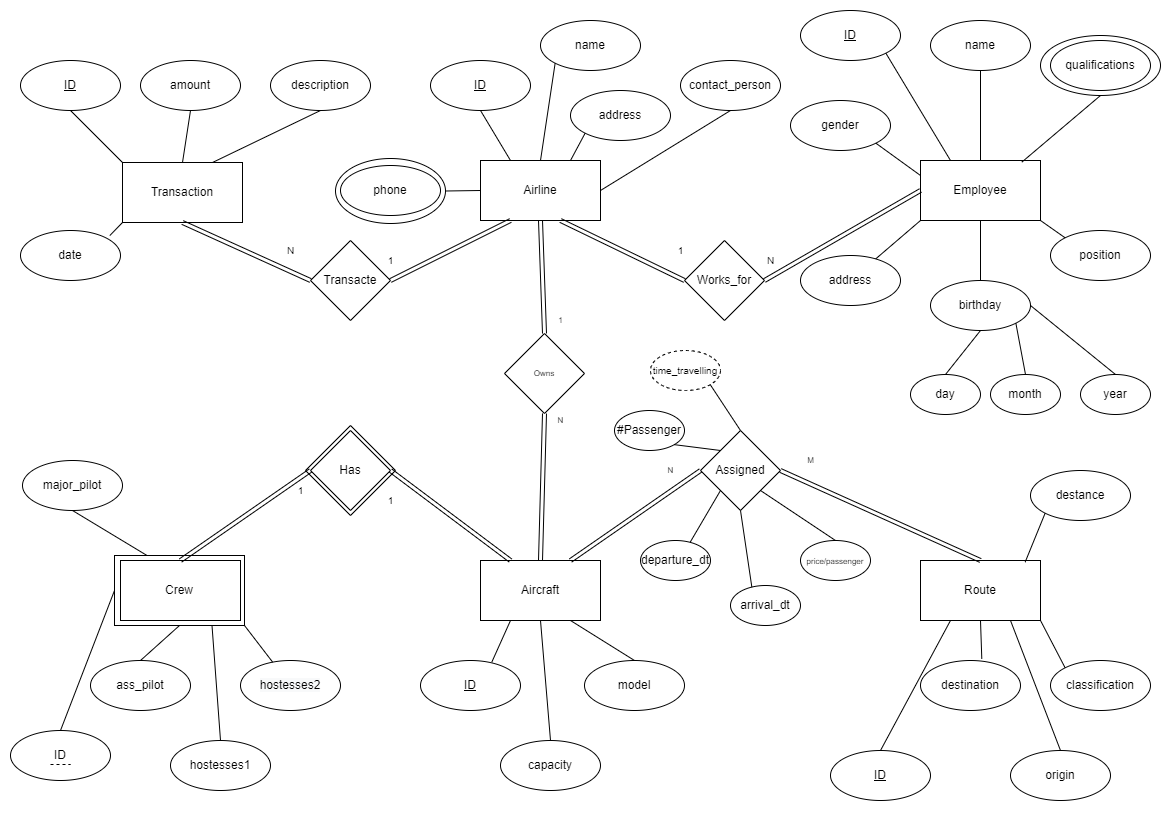 ID
name
name
qualifications
ID
amount
description
ID
contact_person
address
gender
phone
Transaction
Airline
Employee
date
N
1
1
N
address
position
Transacte
Works_for
birthday
1
Owns
time_travelling
day
month
year
N
#Passenger
Has
N
Assigned
M
major_pilot
1
1
destance
departure_dt
price/passenger
Crew
Aircraft
arrival_dt
Route
ass_pilot
hostesses2
ID
model
destination
classification
ID
hostesses1
capacity
ID
origin